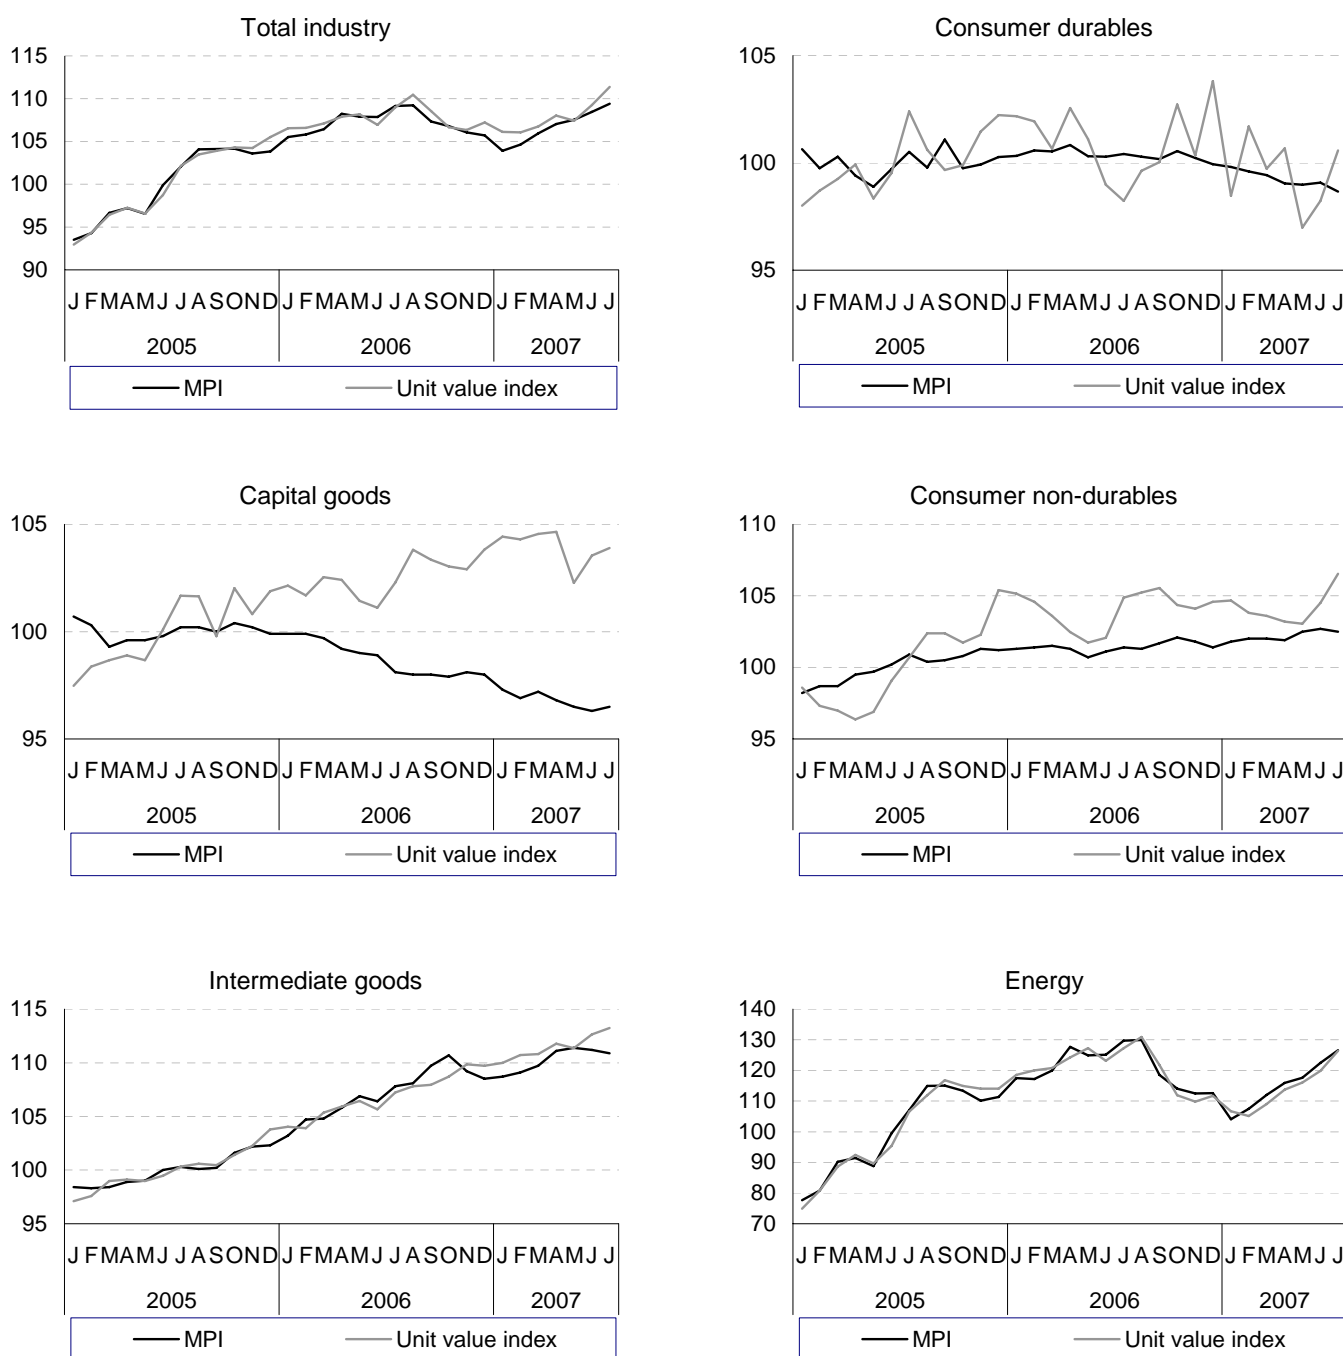 Total industry
115
110
105
100
95
90
J F M A M J J A S O N D J F M A M J J A S O N D J F M A M J J
2005 2006 2007
MPI Unit value index
Consumer durables
105
100
95
J F M A M J J A S O N D J F M A M J J A S O N D J F M A M J J
2005 2006 2007
MPI Unit value index
Capital goods
105
100
95
J F M A M J J A S O N D J F M A M J J A S O N D J F M A M J J
2005 2006 2007
MPI Unit value index
Consumer non-durables
110
105
100
95
J F M A M J J A S O N D J F M A M J J A S O N D J F M A M J J
2005 2006 2007
MPI Unit value index
Intermediate goods
115
110
105
100
95
J F M A M J J A S O N D J F M A M J J A S O N D J F M A M J J
2005 2006 2007
MPI Unit value index
Energy
140
130
120
110
100
90
80
70
J F M A M J J A S O N D J F M A M J J A S O N D J F M A M J J
2005 2006 2007
MPI Unit value index